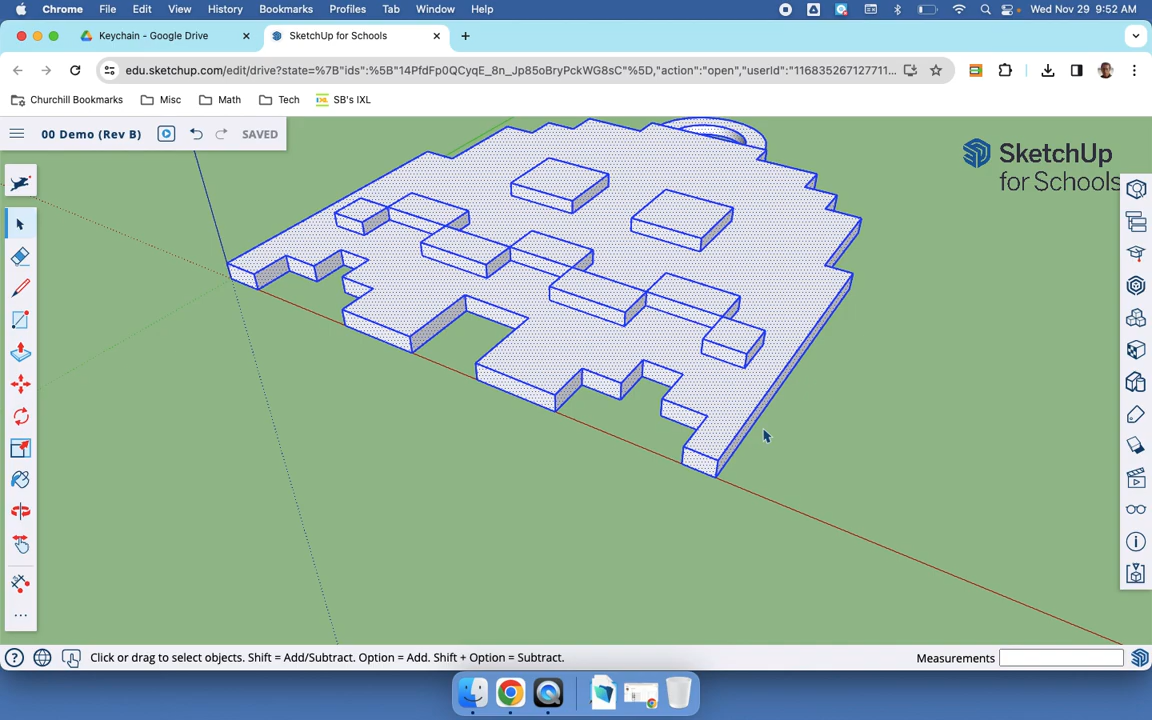 Chrome File Edit View History Bookmarks Profiles Tab Window Help Wed Nov 29 9:52 AM
Keychain - Google Drive SketchUp for Schools
edu.sketchup.com/edit/drive?state=%7B"ids":%5B"14PfdFp0QCyqE_8n_Jp85oBryPckWG8sC"%5D,"action":"open","userId":"116835267127711...
Churchill Bookmarks Misc Math Tech IXL SB's IXL
00 Demo (Rev B) SAVED
SketchUp
for Schools
Click or drag to select objects. Shift = Add/Subtract. Option = Add. Shift + Option = Subtract. Measurements